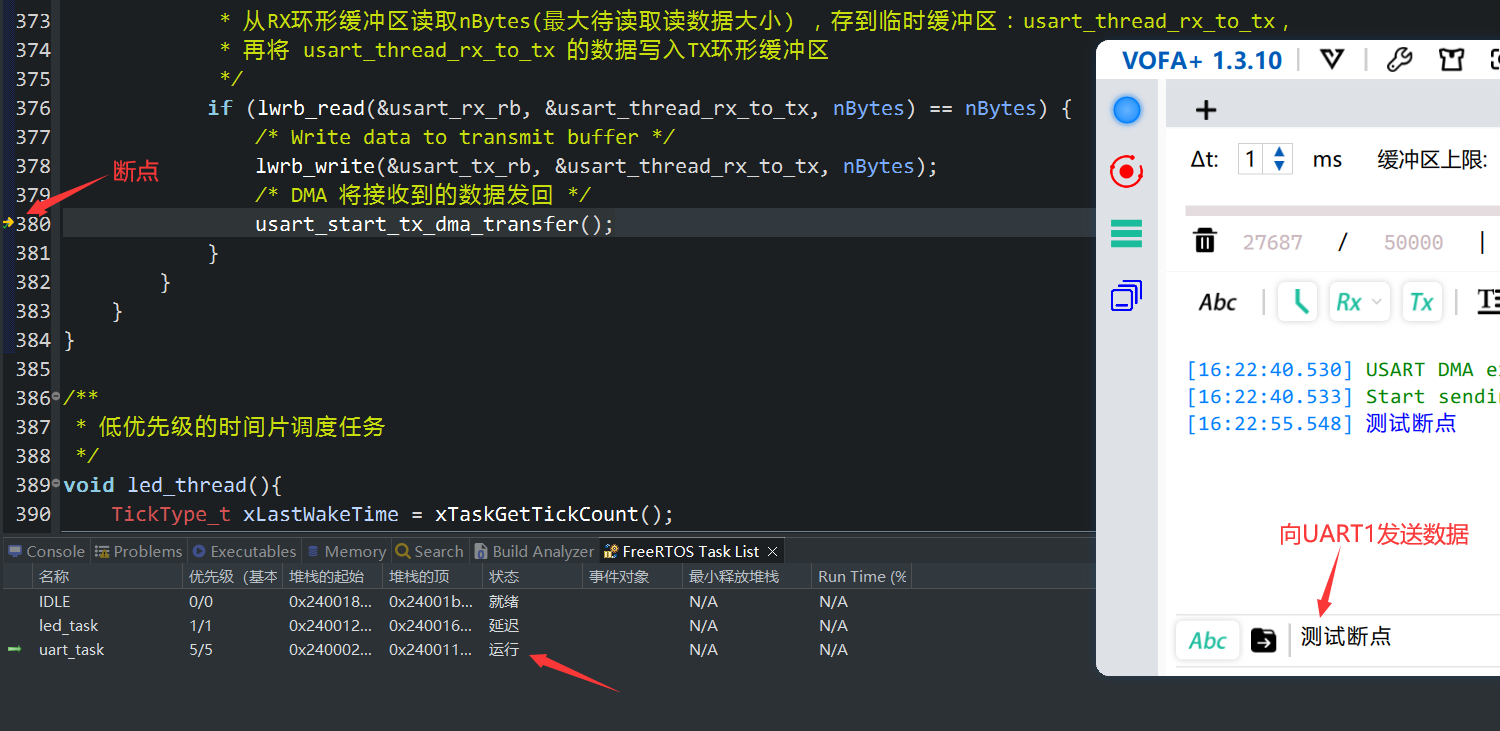 373 * 从RX环形缓冲区读取nBytes(最大待读取读数据大小) ,存到临时缓冲区：usart_thread_rx_to_tx，
374 * 再将 usart_thread_rx_to_tx 的数据写入TX环形缓冲区
375 */
376 if (lwrb_read(&usart_rx_rb, &usart_thread_rx_to_tx, nBytes) == nBytes) {
377 /* Write data to transmit buffer */
378 lwrb_write(&usart_tx_rb, &usart_thread_rx_to_tx, nBytes);
断点
379 /* DMA 将接收到的数据发回 */
380 usart_start_tx_dma_transfer();
381 }
382 }
383 }
384 }
385
386 /**
387 * 低优先级的时间片调度任务
388 */
389 void led_thread(){
390 TickType_t xLastWakeTime = xTaskGetTickCount();
Console Problems Executables Memory Search Build Analyzer FreeRTOS Task List
名称 优先级（基本 堆栈的起始 堆栈的顶 状态 事件对象 最小释放堆栈 Run Time (%
IDLE 0/0 0x240018... 0x24001b... 就绪 N/A N/A
led_task 1/1 0x240012... 0x240016... 延迟 N/A N/A
uart_task 5/5 0x240002... 0x240011... 运行 N/A N/A
VOFA+ 1.3.10
Δt: 1 ms 缓冲区上限:
27687 / 50000 |
Abc Rx Tx
[16:22:40.530] USART DMA e
[16:22:40.533] Start sendi
[16:22:55.548] 测试断点
向UART1发送数据
Abc 测试断点